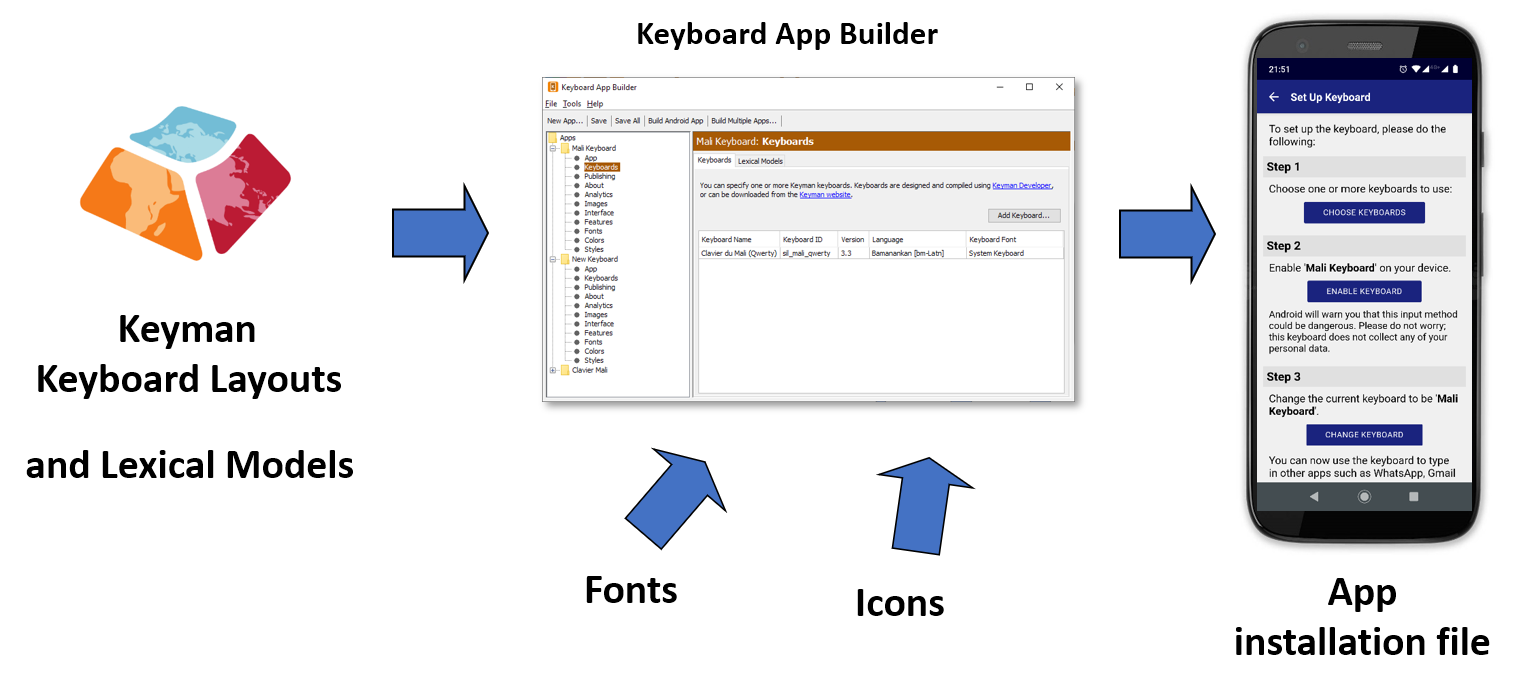 Keyboard App Builder
Keyman
Keyboard Layouts
and Lexical Models
Keyboard App Builder
File Tools Help
New App... Save Save All Build Android App Build Multiple Apps...
Apps
Mali Keyboard
App
Keyboards
Publishing
About
Analytics
Images
Interface
Features
Fonts
Colors
Styles
New Keyboard
App
Keyboards
Publishing
About
Analytics
Images
Interface
Features
Fonts
Colors
Styles
Clavier Mali
Mali Keyboard: Keyboards
Keyboards Lexical Models
You can specify one or more Keyman keyboards. Keyboards are designed and compiled using Keyman Developer,
or can be downloaded from the Keyman website.
Add Keyboard...
Keyboard Name Keyboard ID Version Language Keyboard Font
Clavier du Mali (Qwerty) sil_mali_qwerty 3.3 Bamanankan [bm-Latn] System Keyboard
Fonts
Icons
21:51
Set Up Keyboard
To set up the keyboard, please do the
following:
Step 1
Choose one or more keyboards to use:
CHOOSE KEYBOARDS
Step 2
Enable 'Mali Keyboard' on your device.
ENABLE KEYBOARD
Android will warn you that this input method
could be dangerous. Please do not worry;
this keyboard does not collect any of your
personal data.
Step 3
Change the current keyboard to be 'Mali
Keyboard'.
CHANGE KEYBOARD
You can now use the keyboard to type
in other apps such as WhatsApp, Gmail
App
installation file